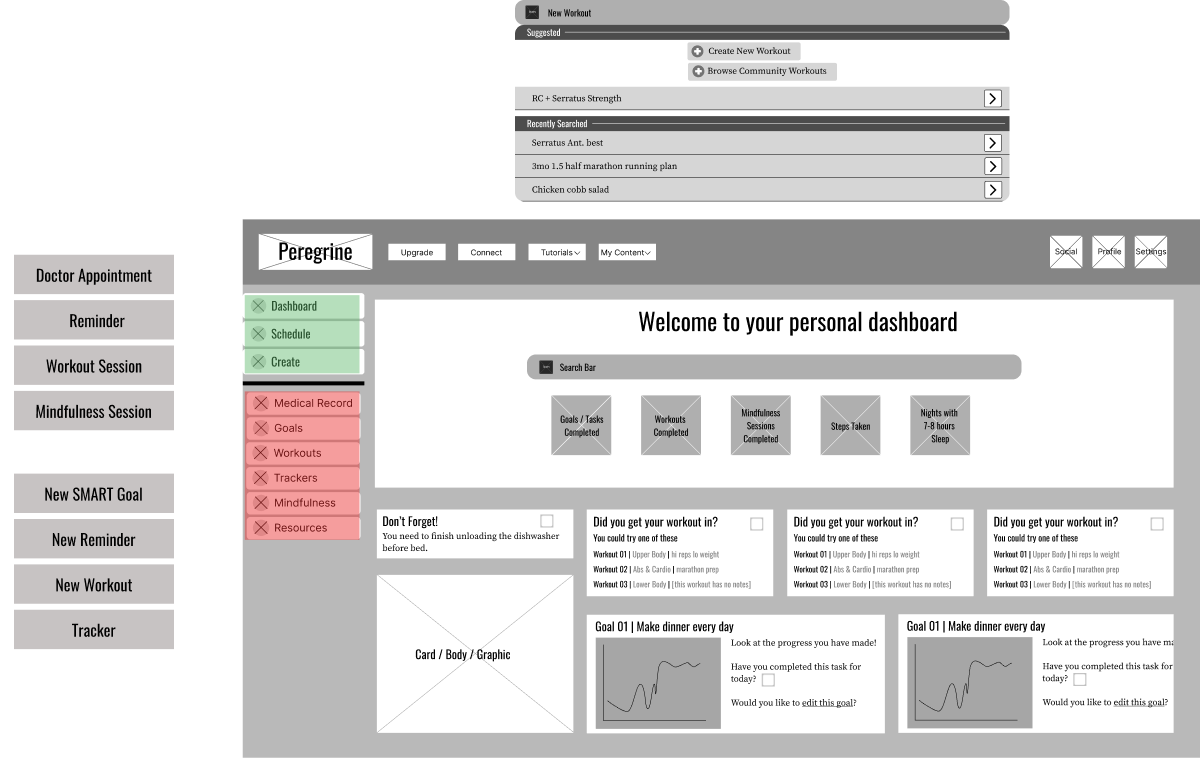 New Workout
Suggested
Create New Workout
Browse Community Workouts
RC + Serratus Strength
Recently Searched
Serratus Ant. best
3mo 1.5 half marathon running plan
Chicken cobb salad
Doctor Appointment
Reminder
Workout Session
Mindfulness Session
New SMART Goal
New Reminder
New Workout
Tracker
Peregrine
Upgrade
Connect
Tutorials
My Content
Social
Profile
Settings
Dashboard
Schedule
Create
Medical Record
Goals
Workouts
Trackers
Mindfulness
Resources
Welcome to your personal dashboard
Search Bar
Goals / Tasks
Completed
Workouts
Completed
Mindfulness
Sessions
Completed
Steps Taken
Nights with
7-8 hours
Sleep
Don't Forget!
You need to finish unloading the dishwasher
before bed.
Did you get your workout in?
You could try one of these
Workout 01 | Upper Body | hi reps lo weight
Workout 02 | Abs & Cardio | marathon prep
Workout 03 | Lower Body | [this workout has no notes]
Did you get your workout in?
You could try one of these
Workout 01 | Upper Body | hi reps lo weight
Workout 02 | Abs & Cardio | marathon prep
Workout 03 | Lower Body | [this workout has no notes]
Did you get your workout in?
You could try one of these
Workout 01 | Upper Body | hi reps lo weight
Workout 02 | Abs & Cardio | marathon prep
Workout 03 | Lower Body | [this workout has no notes]
Card / Body / Graphic
Goal 01 | Make dinner every day
Look at the progress you have made!
Have you completed this task for
today?
Would you like to edit this goal?
Goal 01 | Make dinner every day
Look at the progress you have ma
Have you completed this task for
today?
Would you like to edit this goal?